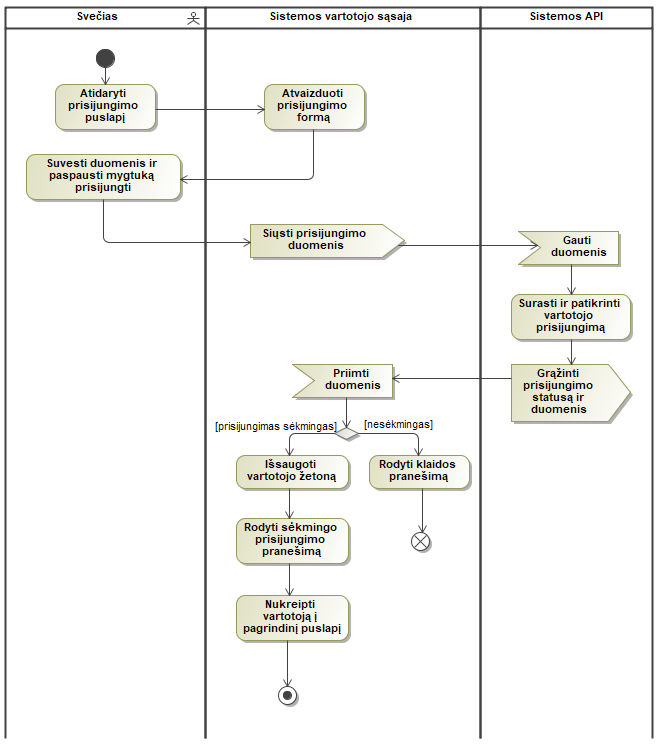 Svečias
Sistemos vartotojo sąsaja
Sistemos API
Atidaryti
prisijungimo
puslapį
Atvaizduoti
prisijungimo
formą
Suvesti duomenis ir
paspausti mygtuką
prisijungti
Siųsti prisijungimo
duomenis
Gauti
duomenis
Surasti ir patikrinti
vartotojo
prisijungimą
Grąžinti
prisijungimo
statusą ir
duomenis
Priimti
duomenis
[prisijungimas sėkmingas]
[nesėkmingas]
Išsaugoti
vartotojo žetoną
Rodyti klaidos
pranešimą
Rodyti sėkmingo
prisijungimo
pranešimą
Nukreipti
vartotoją į
pagrindinį puslapį